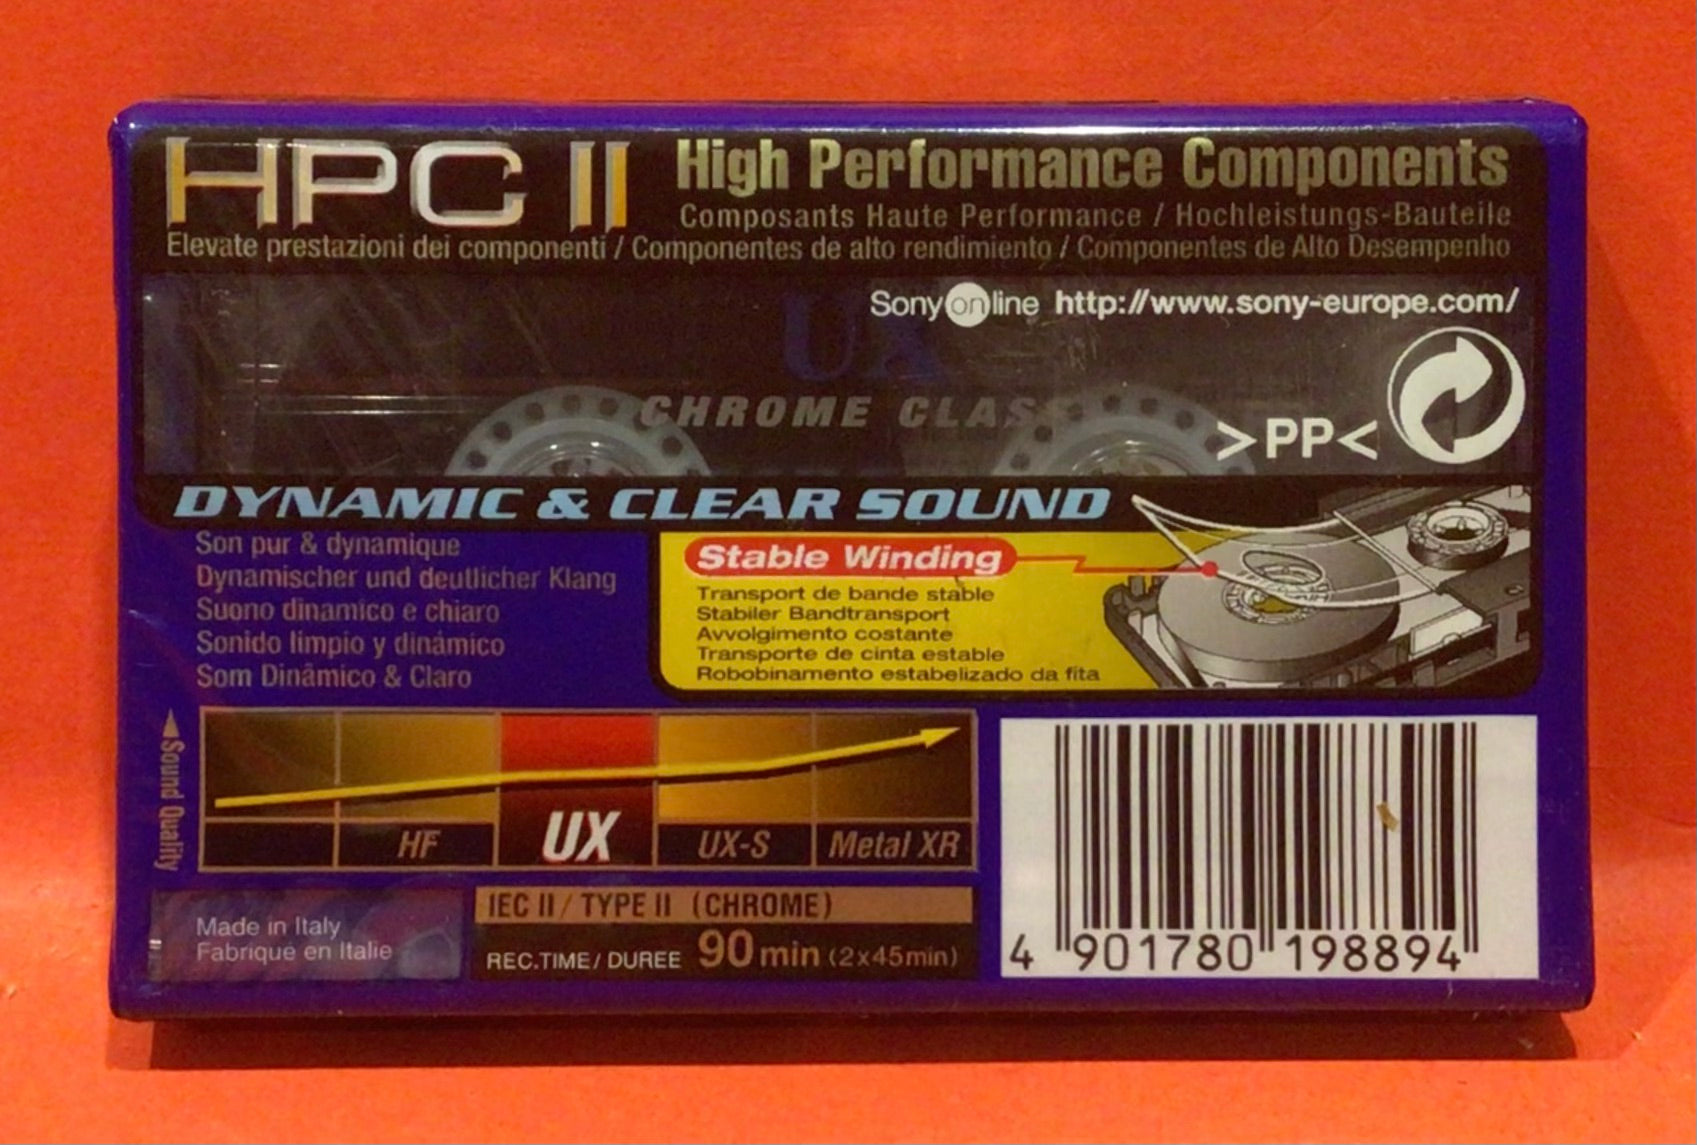 HPC II High Performance Components
Composants Haute Performance / Hochleistungs-Bauteile
Elevate prestazioni dei componenti / Componentes de alto rendimiento / Componentes de Alto Desempenho
Sony online http://www.sony-europe.com/
UX
CHROME CLASS
>PP<
DYNAMIC & CLEAR SOUND
Son pur & dynamique
Dynamischer und deutlicher Klang
Suono dinamico e chiaro
Sonido límpio y dinámico
Som Dinâmico & Claro
Stable Winding
Transport de bande stable
Stabiler Bandtransport
Avvolgimento costante
Transporte de cinta estable
Robobinamento estabelizado da fita
Sound Quality
HF UX UX-S Metal XR
Made in Italy
Fabriqué en Italie
IEC II / TYPE II (CHROME)
REC.TIME / DUREE 90 min (2x45min)
4 901780 198894